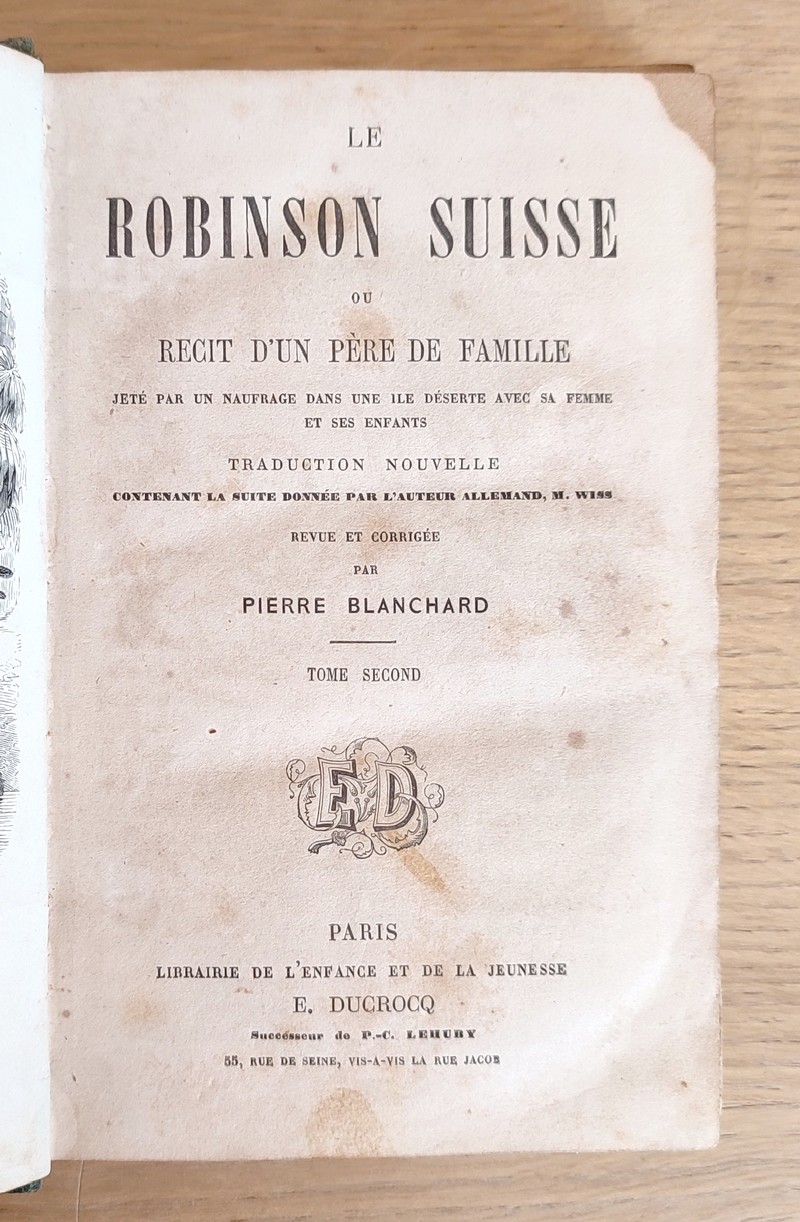 LE
ROBINSON SUISSE
OU
RECIT D'UN PÈRE DE FAMILLE
JETÉ PAR UN NAUFRAGE DANS UNE ILE DÉSERTE AVEC SA FEMME
ET SES ENFANTS
TRADUCTION NOUVELLE
CONTENANT LA SUITE DONNÉE PAR L'AUTEUR ALLEMAND, M. WISS
REVUE ET CORRIGÉE
PAR
PIERRE BLANCHARD
TOME SECOND
ED
PARIS
LIBRAIRIE DE L'ENFANCE ET DE LA JEUNESSE
E. DUCROCQ
Successeur de P.-C. LEHUBY
55, RUE DE SEINE, VIS-A-VIS LA RUE JACOB